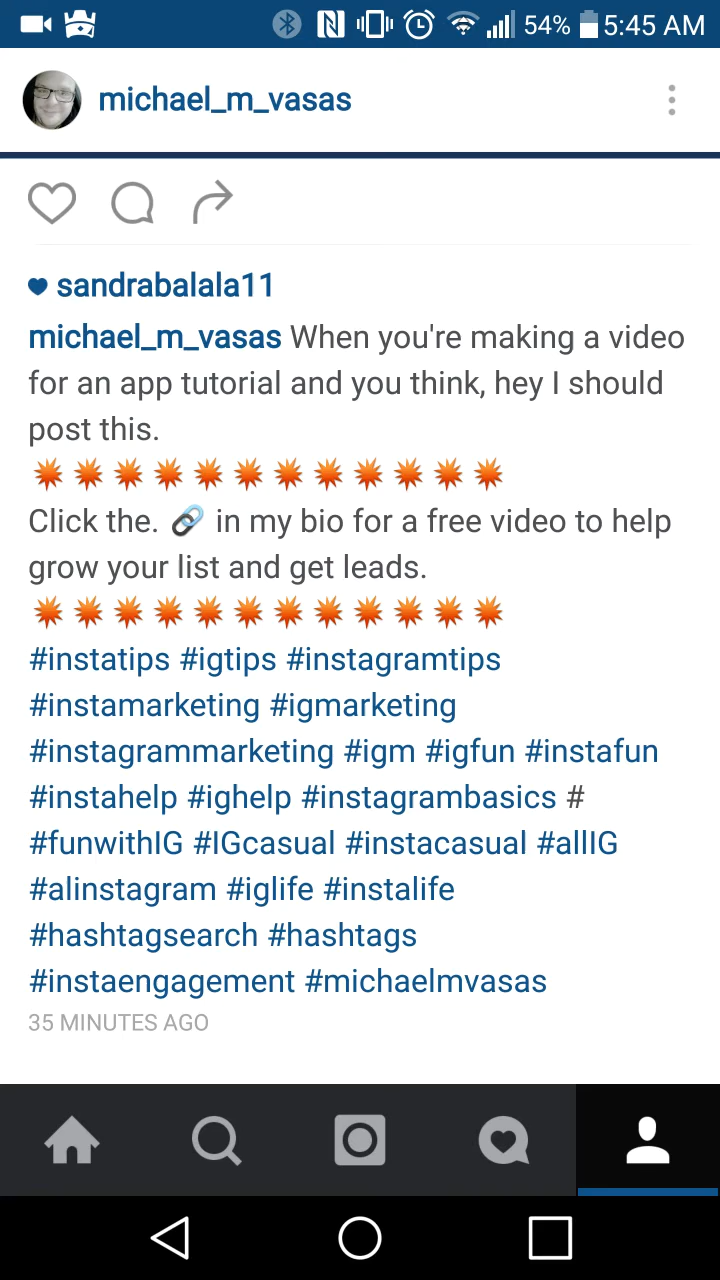 54% 5:45 AM
michael_m_vasas
sandrabalala11
michael_m_vasas When you're making a video
for an app tutorial and you think, hey I should
post this.
Click the. 🔗 in my bio for a free video to help
grow your list and get leads.
#instatips #igtips #instagramtips
#instamarketing #igmarketing
#instagrammarketing #igm #igfun #instafun
#instahelp #ighelp #instagrambasics #
#funwithIG #IGcasual #instacasual #allIG
#alinstagram #iglife #instalife
#hashtagsearch #hashtags
#instaengagement #michaelmvasas
35 MINUTES AGO